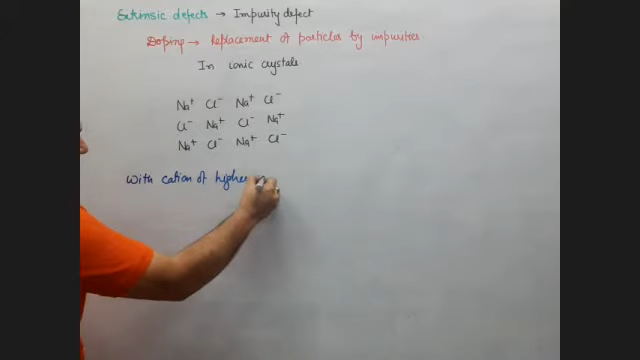 Extrinsic defects → Impurity defect
Doping → Replacement of particles by impurities
In ionic crystals
Na⁺ Cl⁻ Na⁺ Cl⁻
Cl⁻ Na⁺ Cl⁻ Na⁺
Na⁺ Cl⁻ Na⁺ Cl⁻
With cation of higher